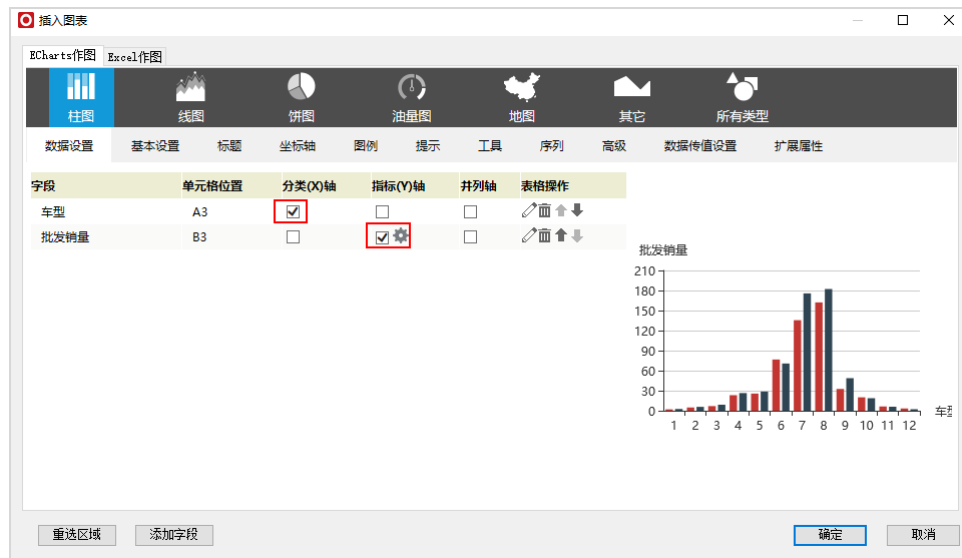 插入图表
ECharts作图 Excel作图
柱图 线图 饼图 油量图 地图 其它 所有类型
数据设置 基本设置 标题 坐标轴 图例 提示 工具 序列 高级 数据传值设置 扩展属性
字段 单元格位置 分类(X)轴 指标(Y)轴 并列轴 表格操作
车型 A3
批发销量 B3
批发销量
210
180
150
120
90
60
30
0
车型
1 2 3 4 5 6 7 8 9 10 11 12
重选区域 添加字段 确定 取消